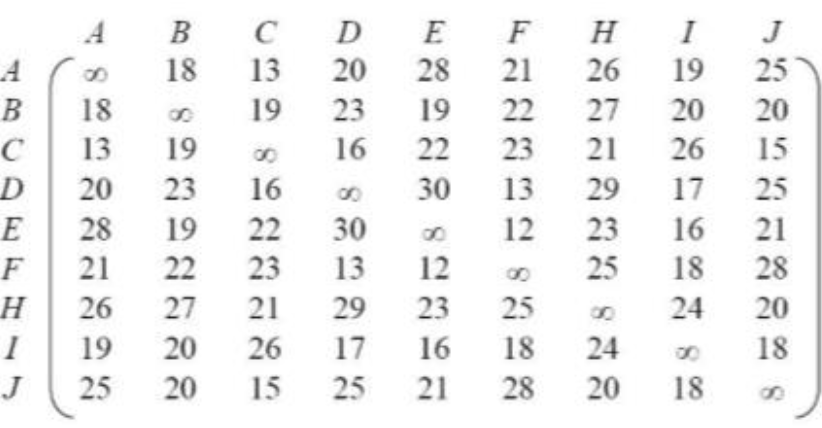 A B C D E F H I J
A ∞ 18 13 20 28 21 26 19 25
B 18 ∞ 19 23 19 22 27 20 20
C 13 19 ∞ 16 22 23 21 26 15
D 20 23 16 ∞ 30 13 29 17 25
E 28 19 22 30 ∞ 12 23 16 21
F 21 22 23 13 12 ∞ 25 18 28
H 26 27 21 29 23 25 ∞ 24 20
I 19 20 26 17 16 18 24 ∞ 18
J 25 20 15 25 21 28 20 18 ∞